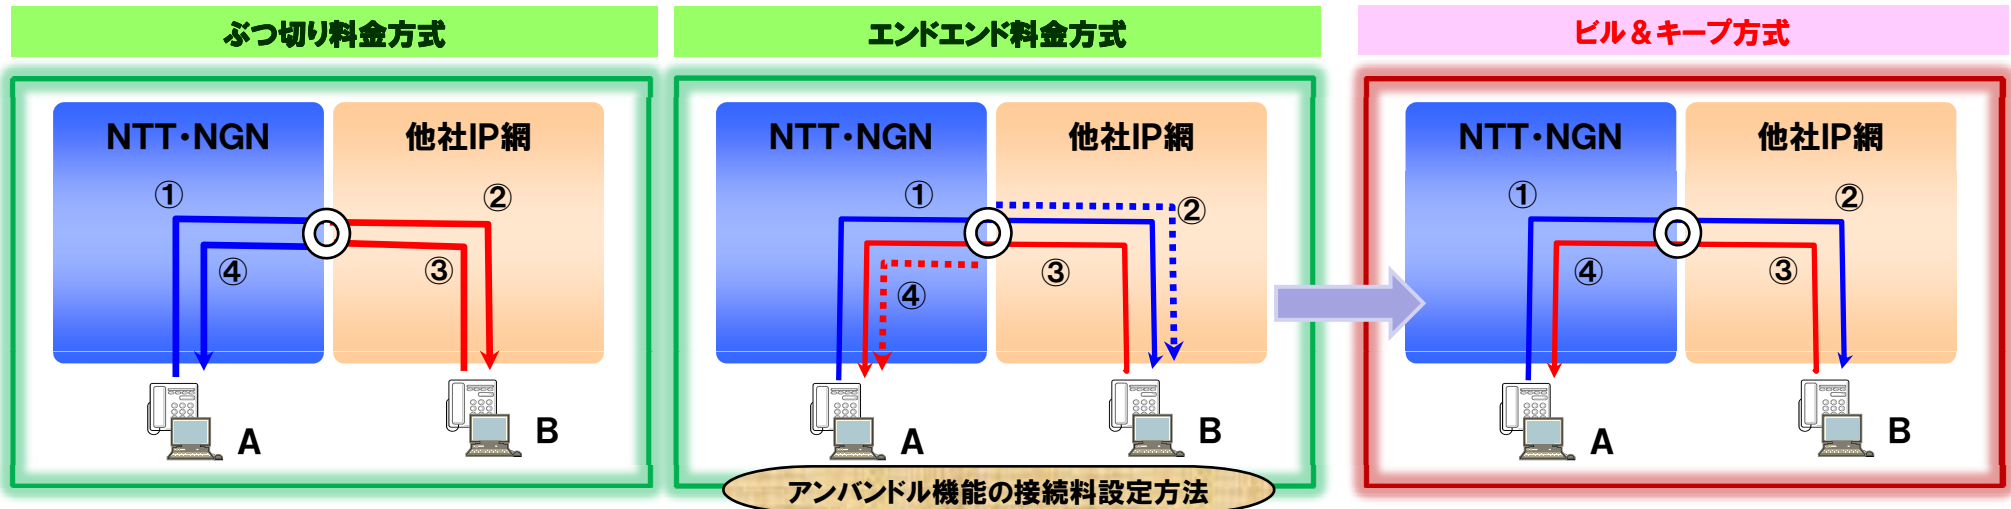 ぶつ切り料金方式
NTT・NGN
他社IP網
①
②
④
③
A
B
エンドエンド料金方式
NTT・NGN
他社IP網
①
②
③
④
A
B
アンバンドル機能の接続料設定方法
ビル＆キープ方式
NTT・NGN
他社IP網
①
②
④
③
A
B